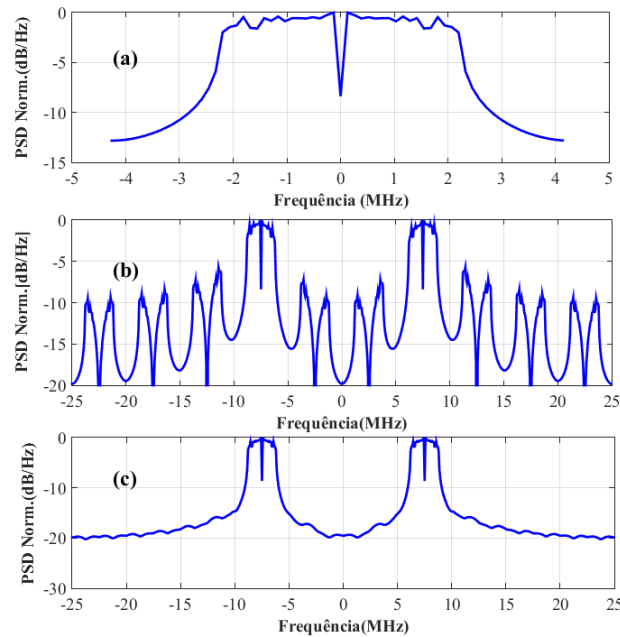 PSD Norm.(dB/Hz)
0
-5
-10
-15
(a)
-5 -4 -3 -2 -1 0 1 2 3 4 5
Frequência (MHz)
PSD Norm.|dB/Hz|
0
-5
-10
-15
-20
(b)
-25 -20 -15 -10 -5 0 5 10 15 20 25
Frequência(MHz)
PSD Norm.(dB/Hz)
0
-10
-20
-30
(c)
-25 -20 -15 -10 -5 0 5 10 15 20 25
Frequência(MHz)